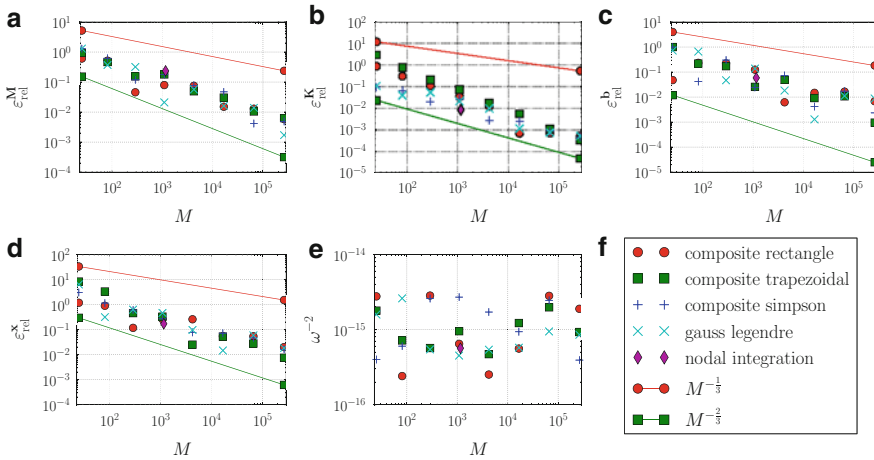 a
10^1
10^0
10^{-1}
10^{-2}
10^{-3}
10^{-4}
ε^M_rel
10^2 10^3 10^4 10^5
M
b
10^2
10^1
10^0
10^{-1}
10^{-2}
10^{-3}
10^{-4}
10^{-5}
ε^K_rel
10^2 10^3 10^4 10^5
M
c
10^1
10^0
10^{-1}
10^{-2}
10^{-3}
10^{-4}
10^{-5}
ε^b_rel
10^2 10^3 10^4 10^5
M
d
10^2
10^1
10^0
10^{-1}
10^{-2}
10^{-3}
10^{-4}
ε^x_rel
10^2 10^3 10^4 10^5
M
e
10^{-14}
10^{-15}
10^{-16}
ω^{-2}
10^2 10^3 10^4 10^5
M
f
composite rectangle
composite trapezoidal
composite simpson
gauss legendre
nodal integration
M^{-1/3}
M^{-2/3}